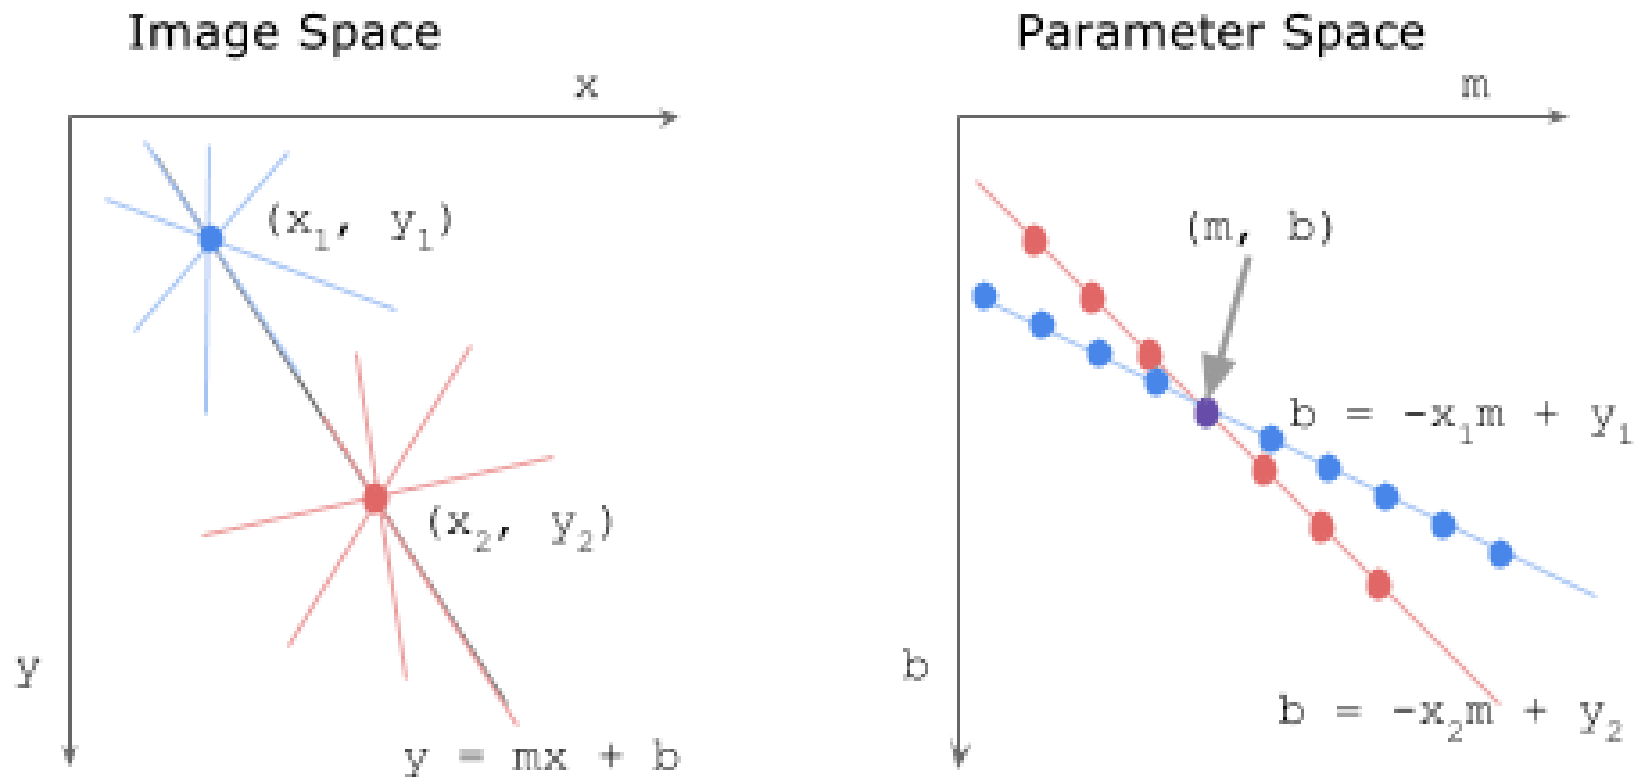 Image Space
x
(x₁, y₁)
(x₂, y₂)
y
y = mx + b
Parameter Space
m
(m, b)
b = -x₁m + y₁
b
b = -x₂m + y₂